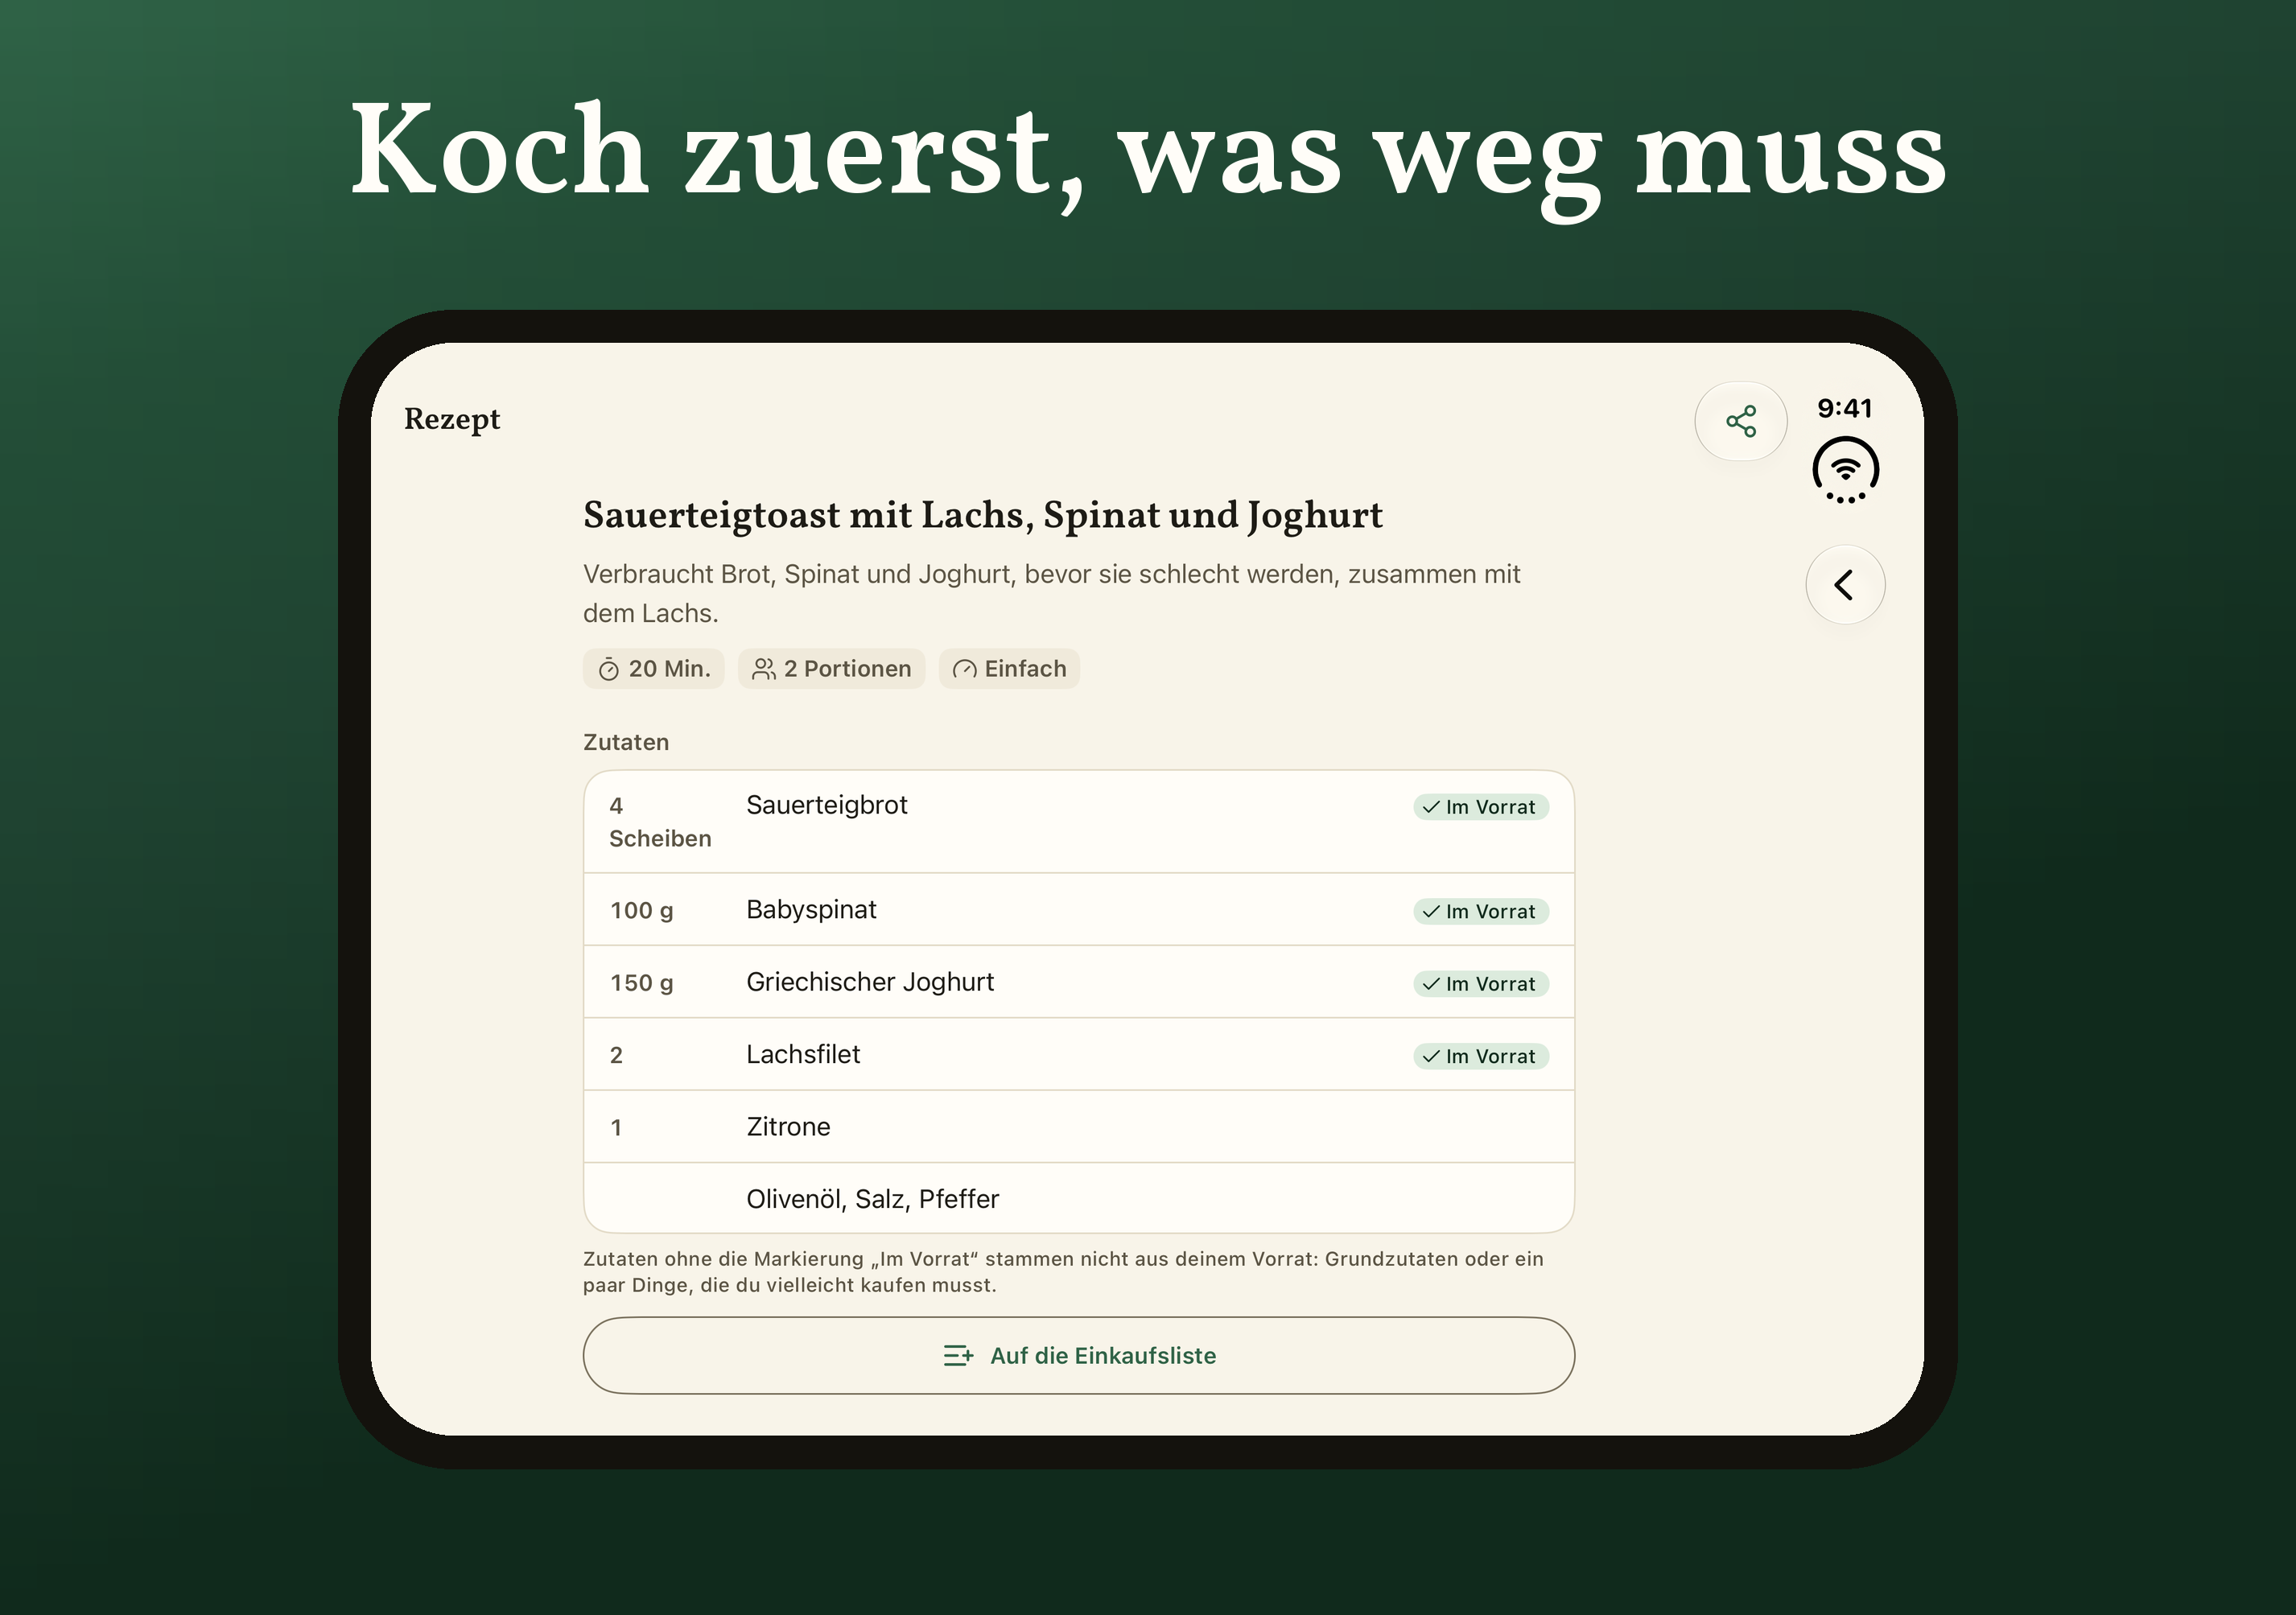 Koch zuerst, was weg muss
Rezept
9:41
Sauerteigtoast mit Lachs, Spinat und Joghurt
Verbraucht Brot, Spinat und Joghurt, bevor sie schlecht werden, zusammen mit
dem Lachs.
20 Min. 2 Portionen Einfach
Zutaten
4 Sauerteigbrot Im Vorrat
Scheiben
100 g Babyspinat Im Vorrat
150 g Griechischer Joghurt Im Vorrat
2 Lachsfilet Im Vorrat
1 Zitrone
Olivenöl, Salz, Pfeffer
Zutaten ohne die Markierung „Im Vorrat“ stammen nicht aus deinem Vorrat: Grundzutaten oder ein
paar Dinge, die du vielleicht kaufen musst.
Auf die Einkaufsliste